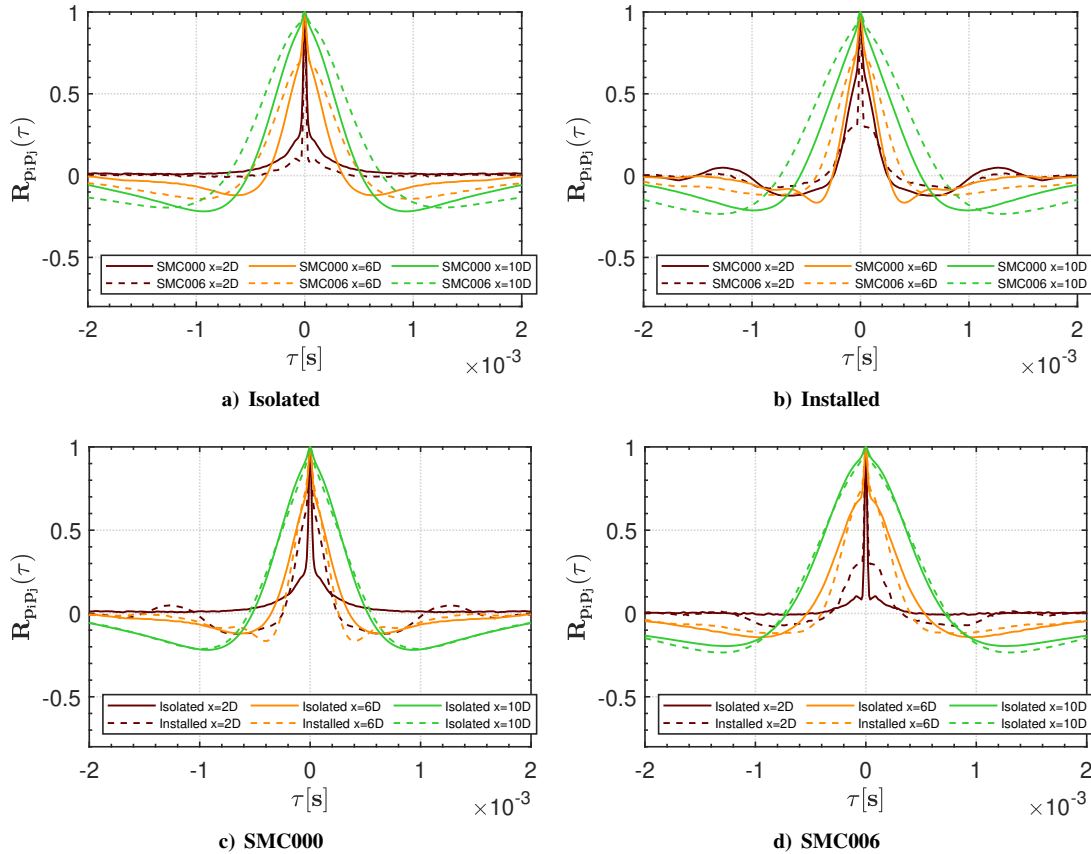 1
0.5
0
-0.5
R_{p_i p_j}(τ)
SMC000 x=2D SMC000 x=6D SMC000 x=10D
SMC006 x=2D SMC006 x=6D SMC006 x=10D
-2 -1 0 1 2
τ[s] ×10^{-3}
a) Isolated
1
0.5
0
-0.5
R_{p_i p_j}(τ)
SMC000 x=2D SMC000 x=6D SMC000 x=10D
SMC006 x=2D SMC006 x=6D SMC006 x=10D
-2 -1 0 1 2
τ[s] ×10^{-3}
b) Installed
1
0.5
0
-0.5
R_{p_i p_j}(τ)
Isolated x=2D Isolated x=6D Isolated x=10D
Installed x=2D Installed x=6D Isolated x=10D
-2 -1 0 1 2
τ[s] ×10^{-3}
c) SMC000
1
0.5
0
-0.5
R_{p_i p_j}(τ)
Isolated x=2D Isolated x=6D Isolated x=10D
Installed x=2D Installed x=6D Isolated x=10D
-2 -1 0 1 2
τ[s] ×10^{-3}
d) SMC006